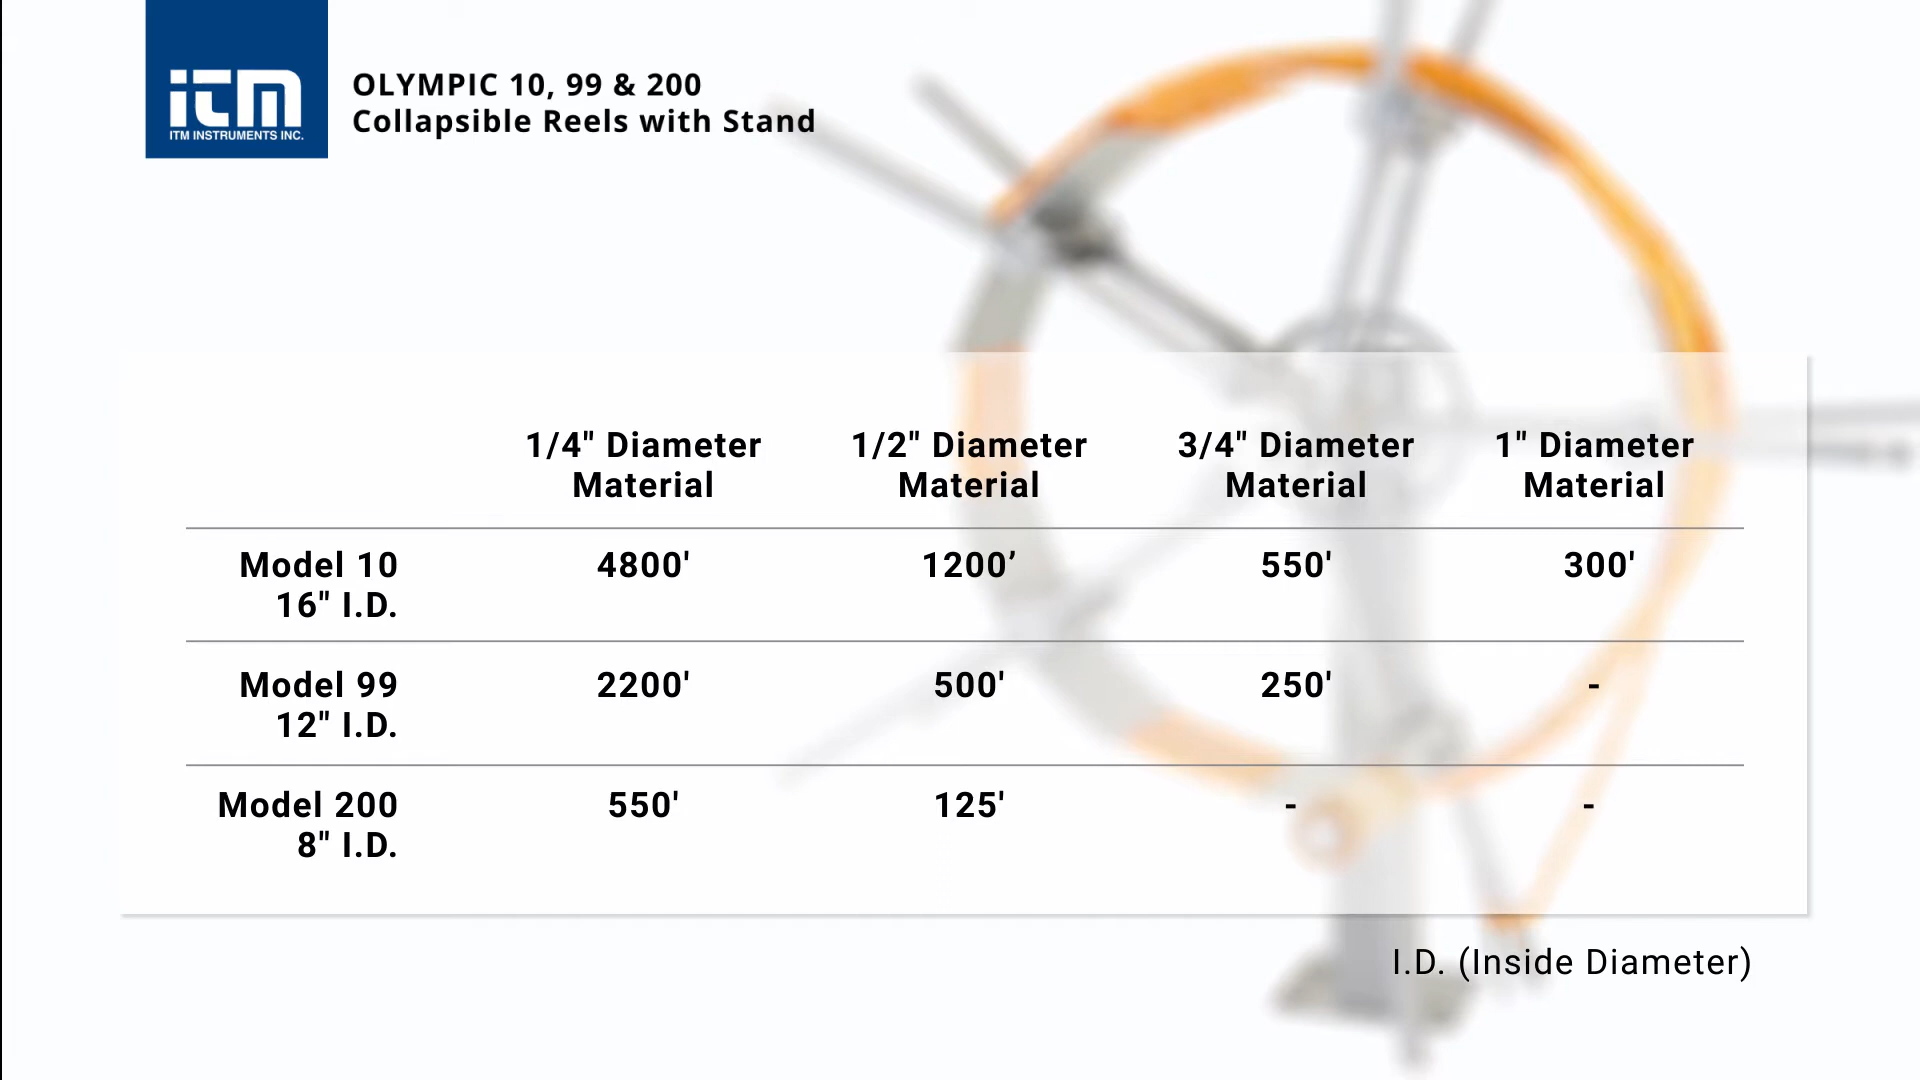 itm
ITM INSTRUMENTS INC.
OLYMPIC 10, 99 & 200
Collapsible Reels with Stand
1/4" Diameter Material
1/2" Diameter Material
3/4" Diameter Material
1" Diameter Material
Model 10
16" I.D.
4800'
1200’
550'
300'
Model 99
12" I.D.
2200'
500'
250'
-
Model 200
8" I.D.
550'
125'
-
-
I.D. (Inside Diameter)